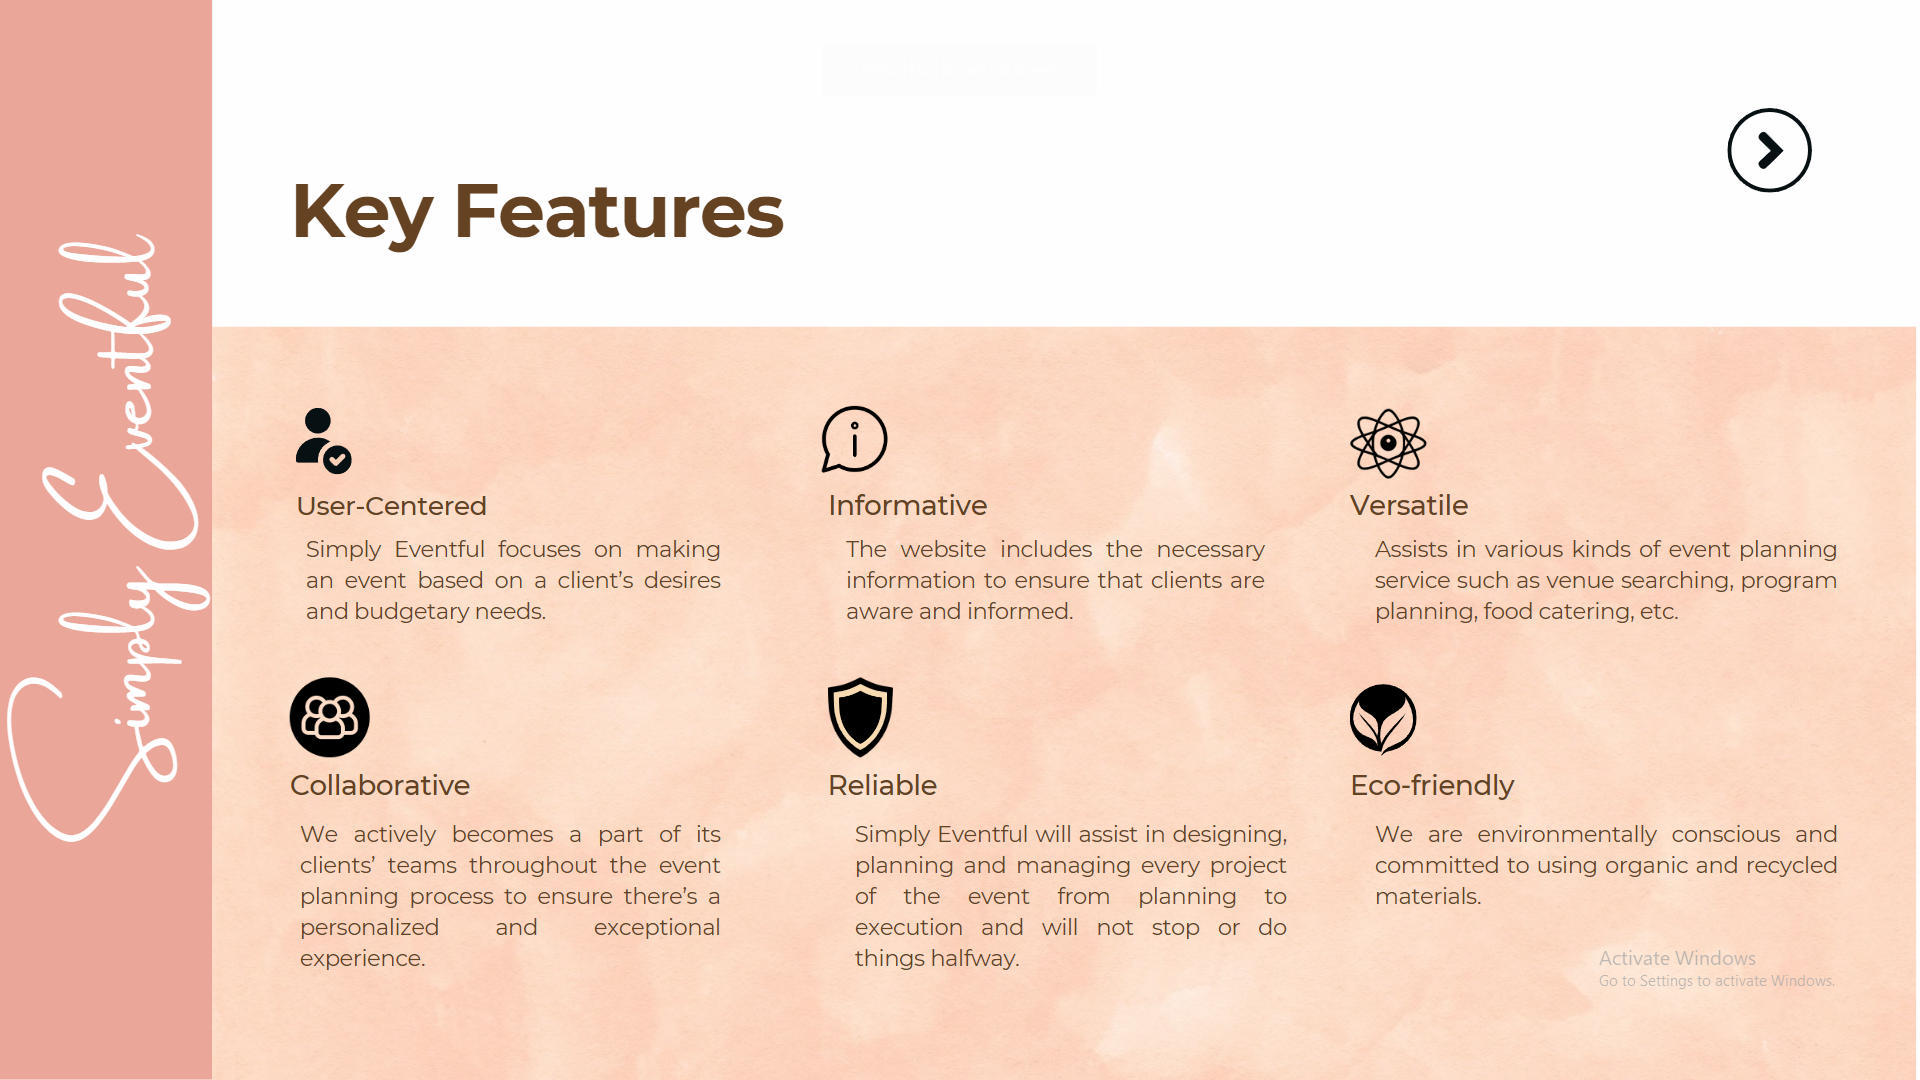 Simply Eventful
Key Features
User-Centered
Simply Eventful focuses on making
an event based on a client’s desires
and budgetary needs.
Informative
The website includes the necessary
information to ensure that clients are
aware and informed.
Versatile
Assists in various kinds of event planning
service such as venue searching, program
planning, food catering, etc.
Collaborative
We actively becomes a part of its
clients’ teams throughout the event
planning process to ensure there’s a
personalized and exceptional
experience.
Reliable
Simply Eventful will assist in designing,
planning and managing every project
of the event from planning to
execution and will not stop or do
things halfway.
Eco-friendly
We are environmentally conscious and
committed to using organic and recycled
materials.
Activate Windows
Go to Settings to activate Windows.